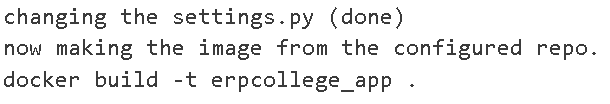 changing the settings.py (done)
now making the image from the configured repo.
docker build -t erpcollege_app .